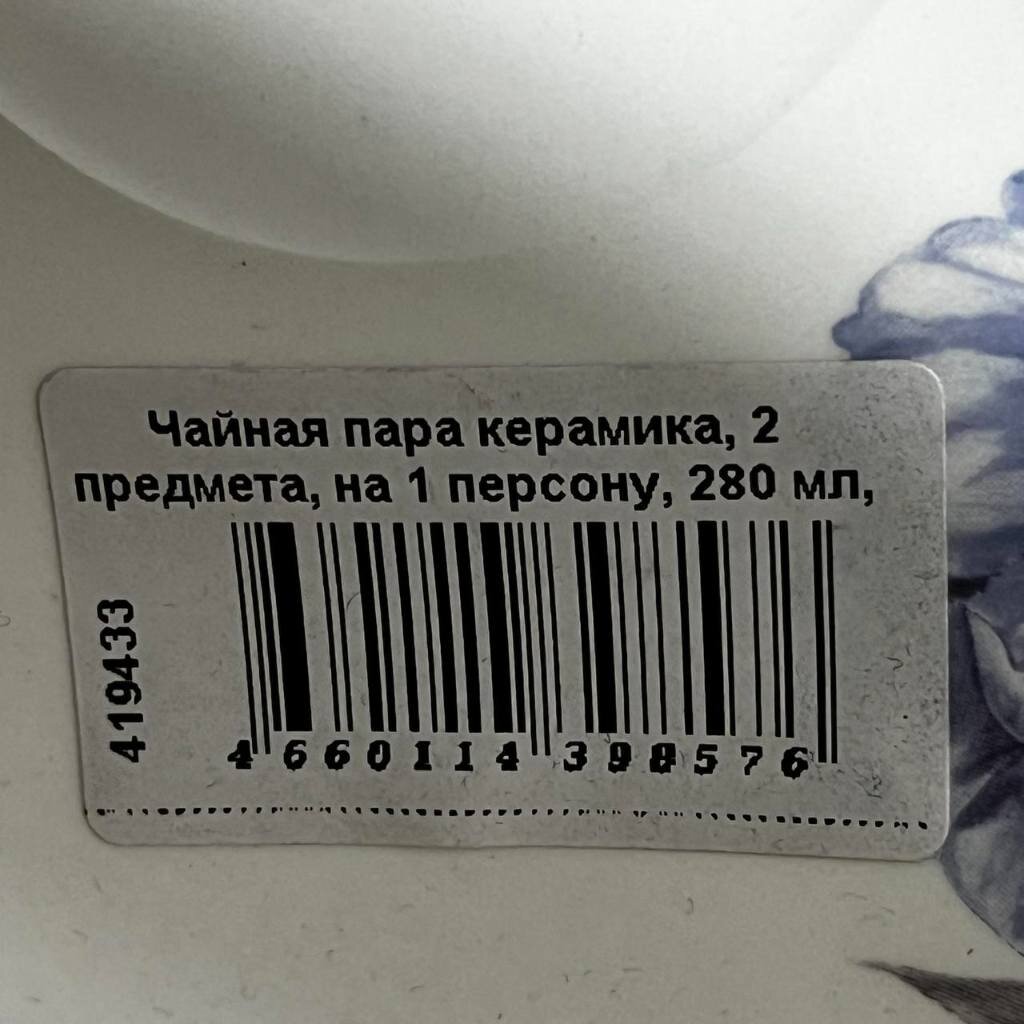 Чайная пара керамика, 2
предмета, на 1 персону, 280 мл,
419433
4 660114 398576